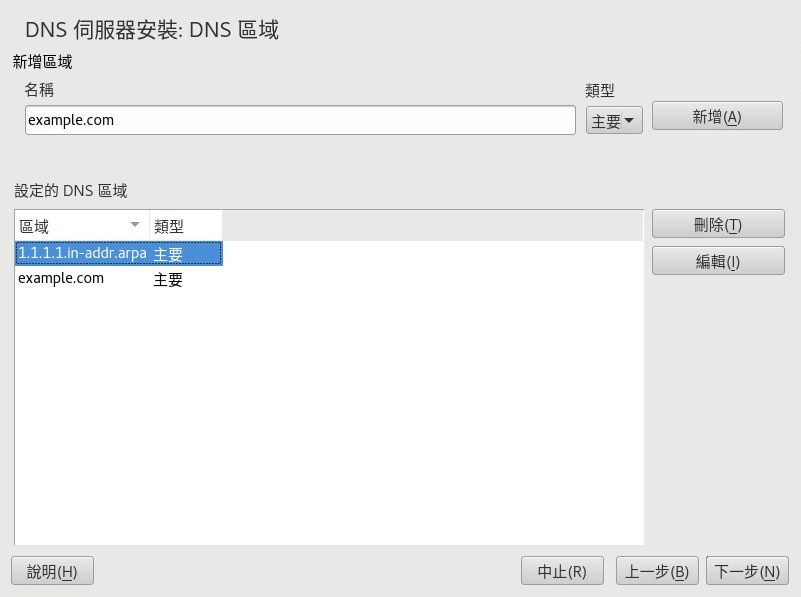 DNS 伺服器安裝: DNS 區域
新增區域
名稱 類型
example.com 主要 新增(A)
設定的 DNS 區域
區域 類型 刪除(T)
1.1.1.1.in-addr.arpa 主要 編輯(I)
example.com 主要
說明(H) 中止(R) 上一步(B) 下一步(N)